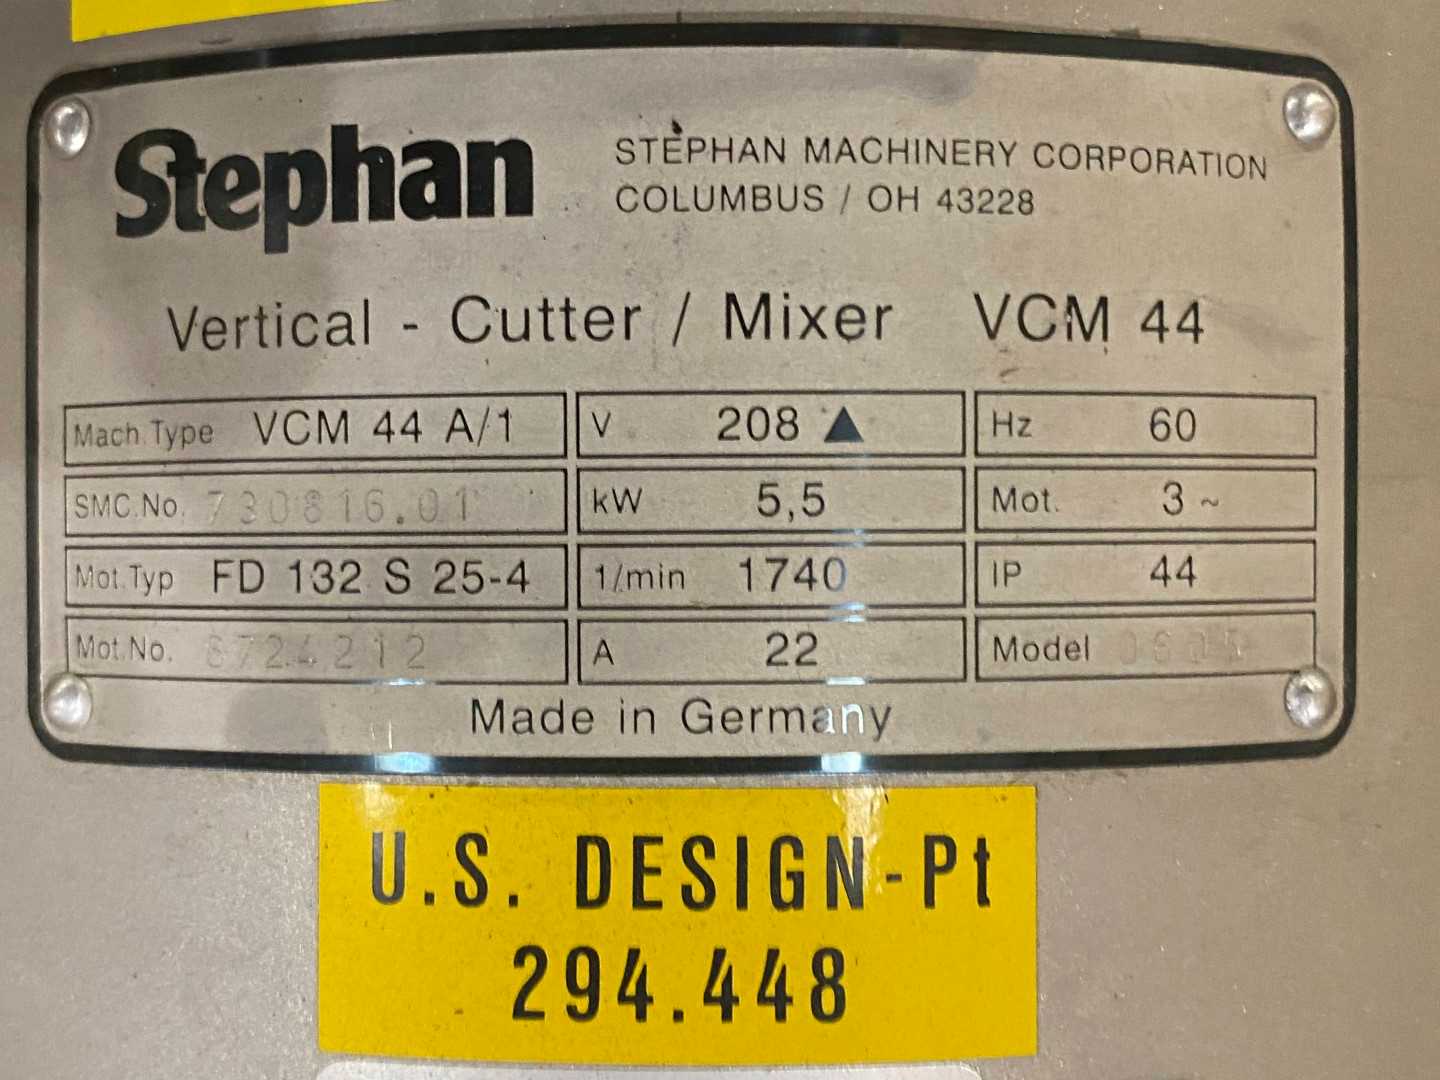 Stephan
STEPHAN MACHINERY CORPORATION
COLUMBUS / OH 43228
Vertical - Cutter / Mixer VCM 44
Mach.Type VCM 44 A/1 V 208 ▲ Hz 60
SMC.No. 730816.01 kW 5,5 Mot. 3 ~
Mot.Typ FD 132 S 25-4 1/min 1740 IP 44
Mot.No. 8724212 A 22 Model
Made in Germany
U.S. DESIGN-Pt
294.448